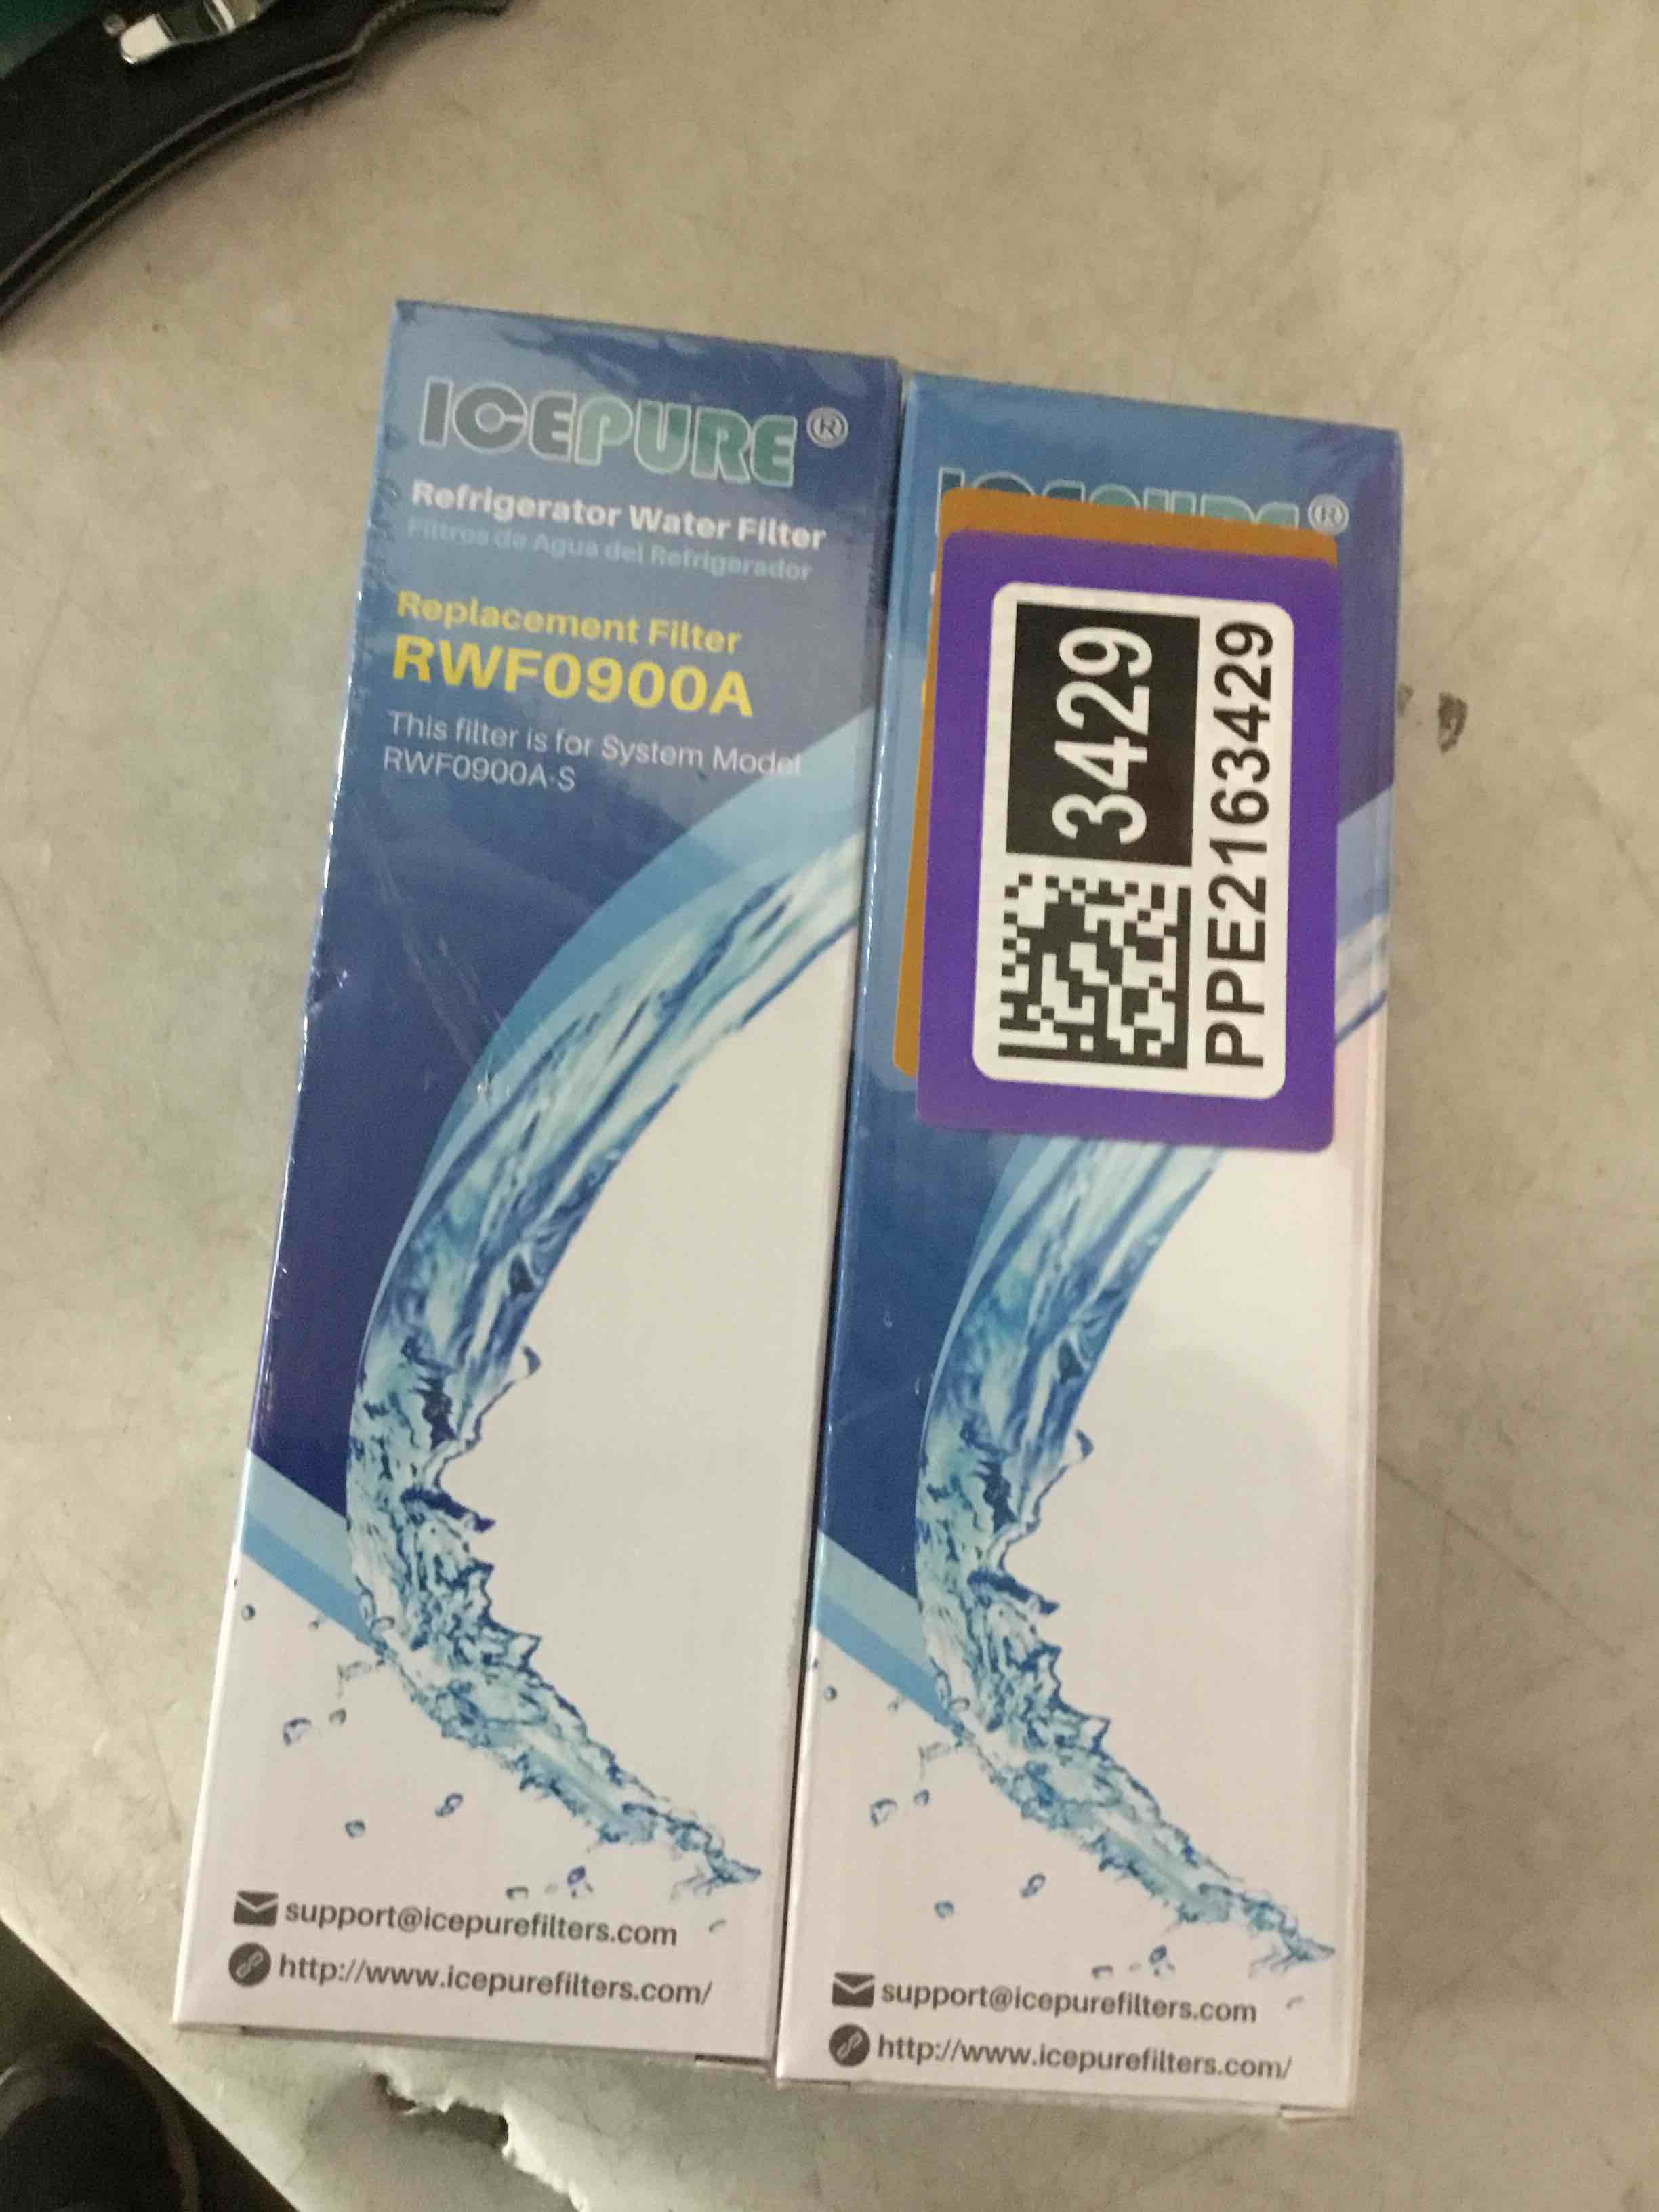 ICEPURE®
Refrigerator Water Filter
Filtros de Agua del Refrigerador
Replacement Filter
RWF0900A
This filter is for System Model
RWF0900A-S
support@icepurefilters.com
http://www.icepurefilters.com/
ICEPURE®
3429
PPE2163429
support@icepurefilters.com
http://www.icepurefilters.com/